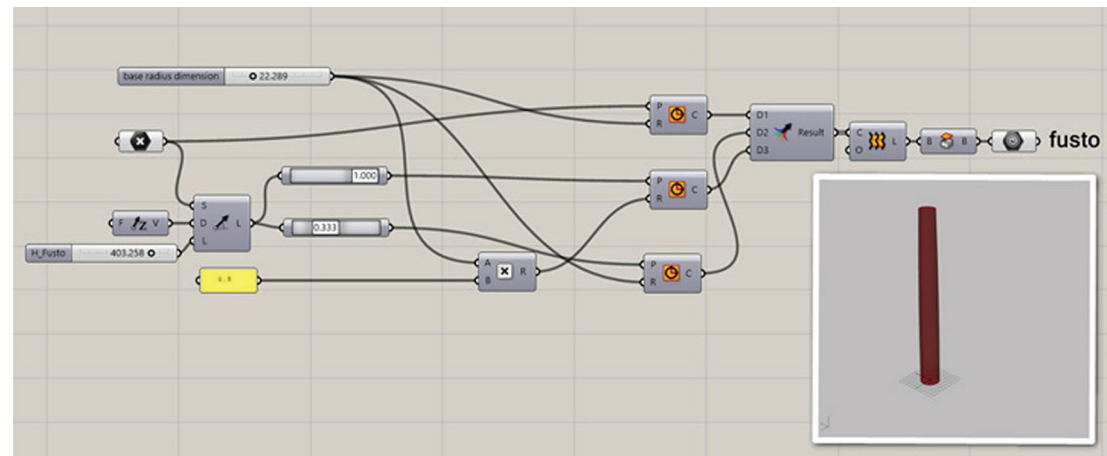 base radius dimension 22.289
P
R
C
D1
D2
D3
Result
C
O
L
B
B
fusto
1.000
S
D
L
L
P
R
C
F
V
0.333
H_Fusto 403.258
A
B
R
P
R
C